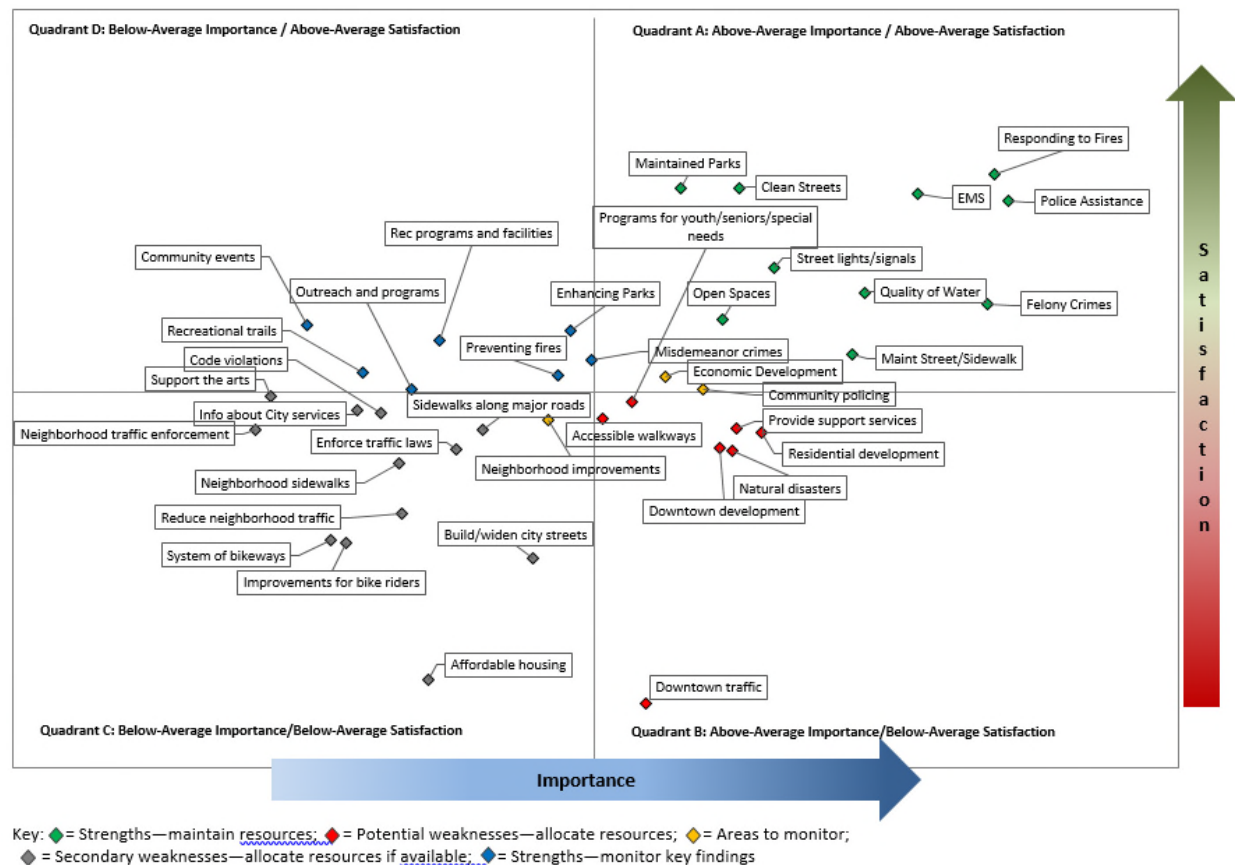 Quadrant D: Below-Average Importance / Above-Average Satisfaction
Quadrant A: Above-Average Importance / Above-Average Satisfaction
Responding to Fires
Maintained Parks
Clean Streets
EMS
Police Assistance
Programs for youth/seniors/special
needs
Rec programs and facilities
Community events
Street lights/signals
Outreach and programs
Enhancing Parks
Open Spaces
Quality of Water
Felony Crimes
Recreational trails
Preventing fires
Misdemeanor crimes
Maint Street/Sidewalk
Code violations
Economic Development
Support the arts
Community policing
Sidewalks along major roads
Info about City services
Provide support services
Neighborhood traffic enforcement
Enforce traffic laws
Accessible walkways
Residential development
Neighborhood improvements
Neighborhood sidewalks
Natural disasters
Downtown development
Reduce neighborhood traffic
Build/widen city streets
System of bikeways
Improvements for bike riders
Affordable housing
Downtown traffic
Quadrant C: Below-Average Importance/Below-Average Satisfaction
Quadrant B: Above-Average Importance/Below-Average Satisfaction
Satisfaction
Importance
Key: = Strengths—maintain resources; = Potential weaknesses—allocate resources; = Areas to monitor;
= Secondary weaknesses—allocate resources if available; = Strengths—monitor key findings